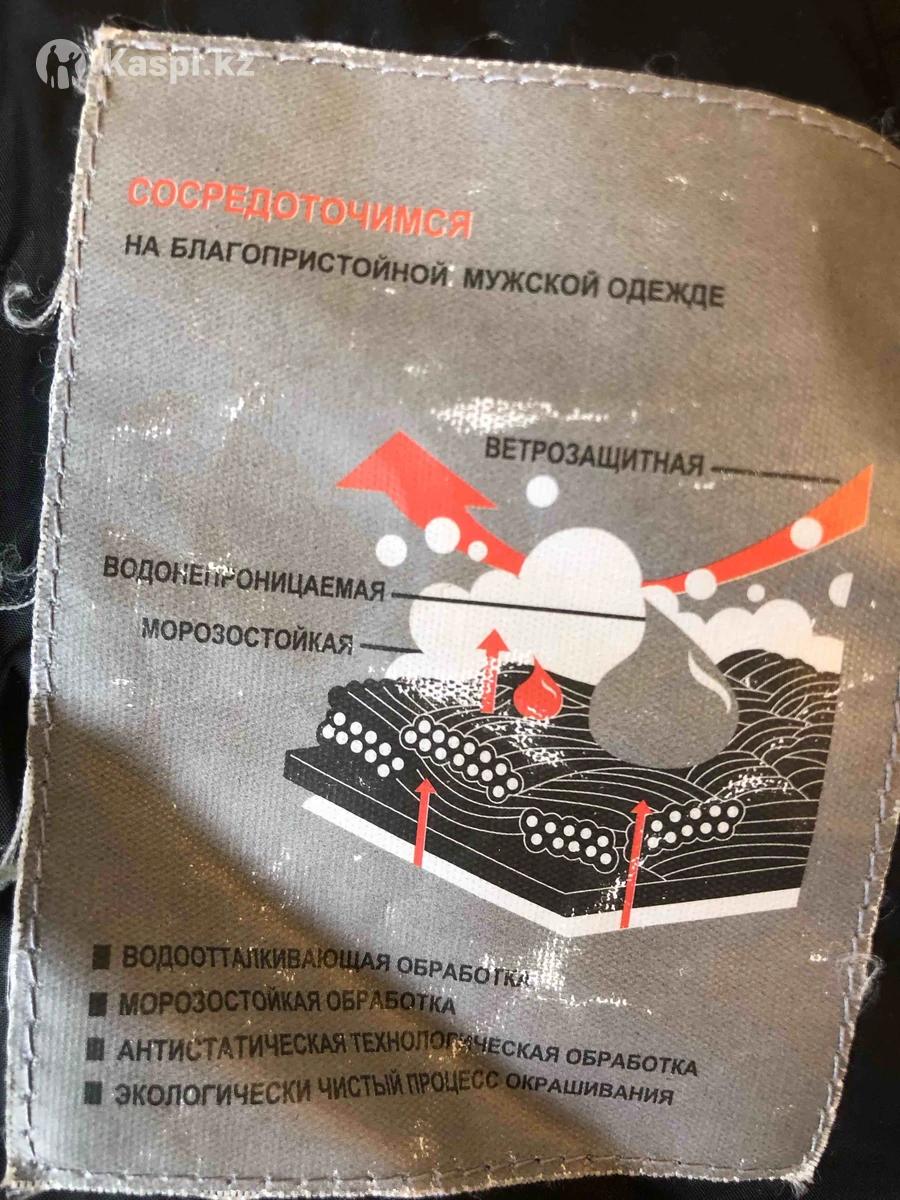 Kaspi.kz
СОСРЕДОТОЧИМСЯ
НА БЛАГОПРИСТОЙНОЙ МУЖСКОЙ ОДЕЖДЕ
ВЕТРОЗАЩИТНАЯ
ВОДОНЕПРОНИЦАЕМАЯ
МОРОЗОСТОЙКАЯ
ВОДООТТАЛКИВАЮЩАЯ ОБРАБОТКА
МОРОЗОСТОЙКАЯ ОБРАБОТКА
АНТИСТАТИЧЕСКАЯ ТЕХНОЛОГИЧЕСКАЯ ОБРАБОТКА
ЭКОЛОГИЧЕСКИ ЧИСТЫЙ ПРОЦЕСС ОКРАШИВАНИЯ